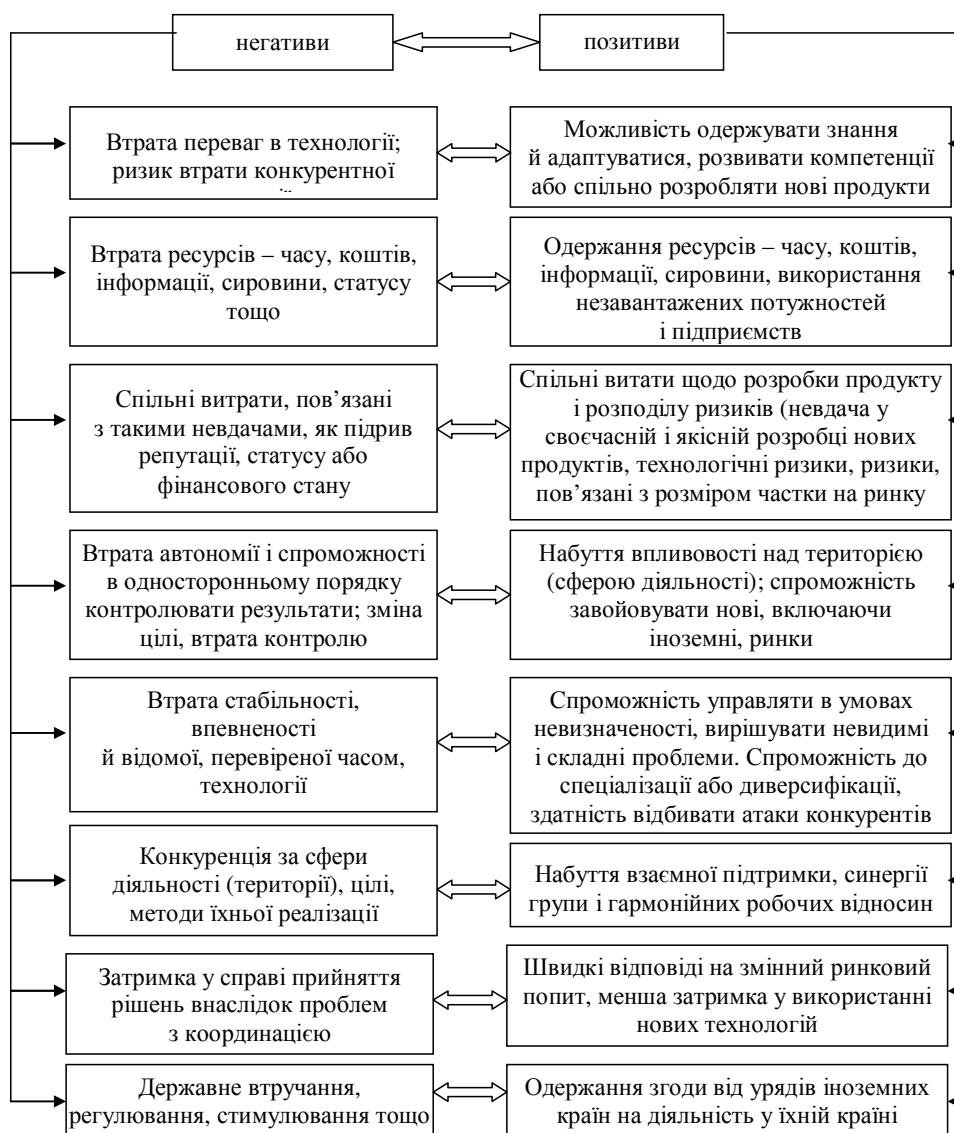 негативи
позитиви
Втрата переваг в технології;
ризик втрати конкурентної
Можливість одержувати знання
й адаптуватися, розвивати компетенції
або спільно розробляти нові продукти
Втрата ресурсів – часу, коштів,
інформації, сировини, статусу
тощо
Одержання ресурсів – часу, коштів,
інформації, сировини, використання
незавантажених потужностей
і підприємств
Спільні витрати, пов’язані
з такими невдачами, як підрив
репутації, статусу або
фінансового стану
Спільні витати щодо розробки продукту
і розподілу ризиків (невдача у
своєчасній і якісній розробці нових
продуктів, технологічні ризики, ризики,
пов’язані з розміром частки на ринку
Втрата автономії і спроможності
в односторонньому порядку
контролювати результати; зміна
цілі, втрата контролю
Набуття впливовості над територією
(сферою діяльності); спроможність
завойовувати нові, включаючи
іноземні, ринки
Втрата стабільності,
впевненості
й відомої, перевіреної часом,
технології
Спроможність управляти в умовах
невизначеності, вирішувати невидимі
і складні проблеми. Спроможність до
спеціалізації або диверсифікації,
здатність відбивати атаки конкурентів
Конкуренція за сфери
діяльності (території), цілі,
методи їхньої реалізації
Набуття взаємної підтримки, синергії
групи і гармонійних робочих відносин
Затримка у справі прийняття
рішень внаслідок проблем
з координацією
Швидкі відповіді на змінний ринковий
попит, менша затримка у використанні
нових технологій
Державне втручання,
регулювання, стимулювання тощо
Одержання згоди від урядів іноземних
країн на діяльність у їхній країні